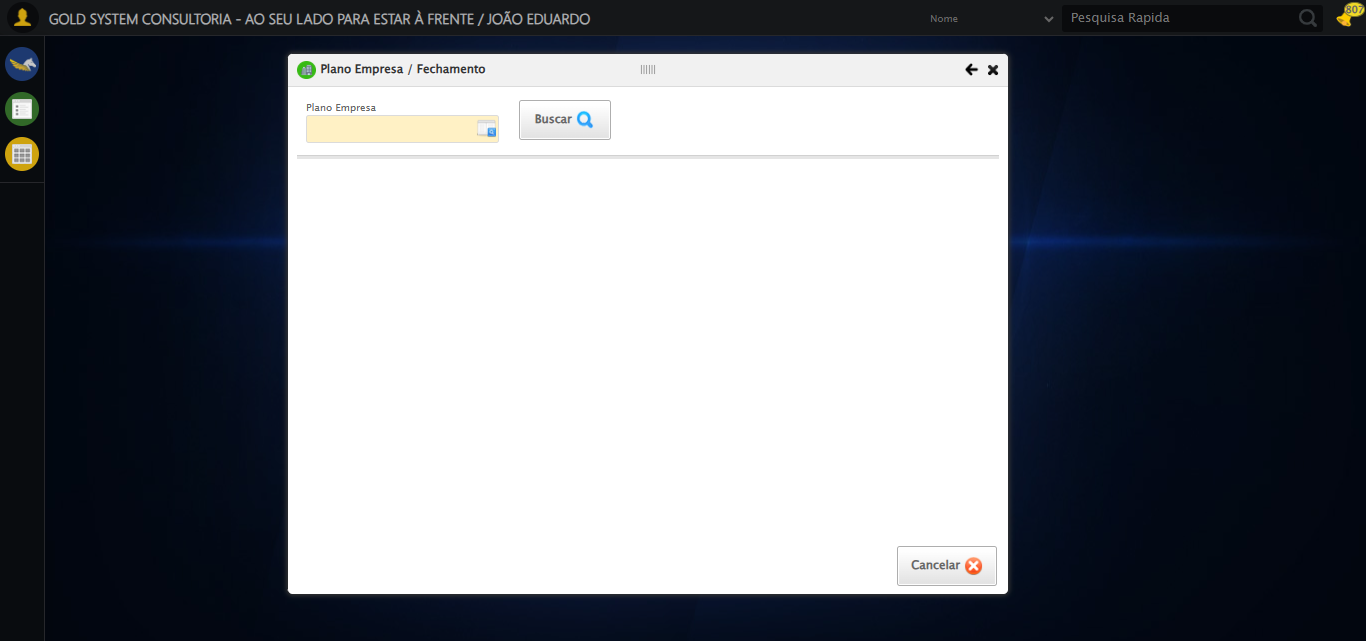 GOLD SYSTEM CONSULTORIA - AO SEU LADO PARA ESTAR À FRENTE / JOÃO EDUARDO
Nome
Pesquisa Rapida
807
Plano Empresa / Fechamento
Plano Empresa
Buscar
Cancelar